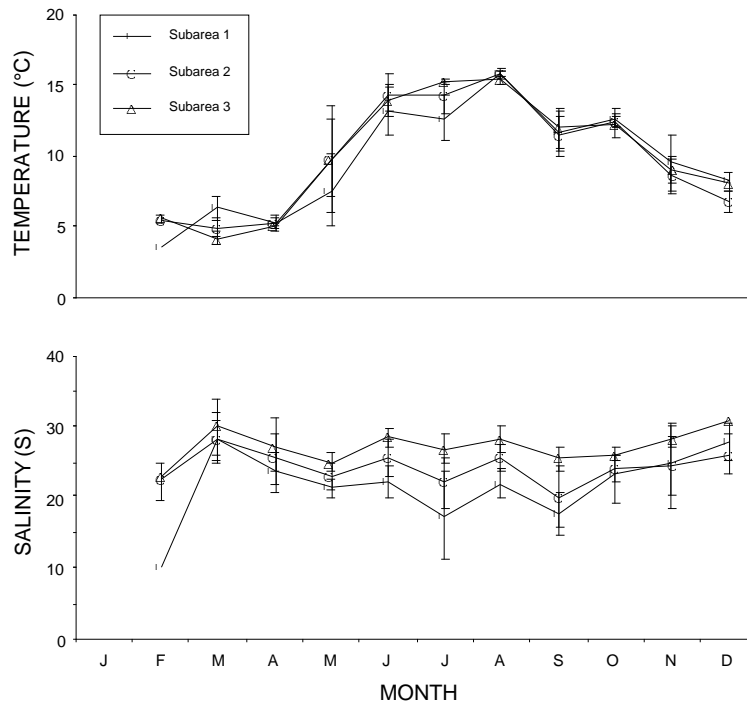 20
15
10
5
0
TEMPERATURE (°C)
Subarea 1
Subarea 2
Subarea 3
40
30
20
10
0
SALINITY (S)
J F M A M J J A S O N D
MONTH